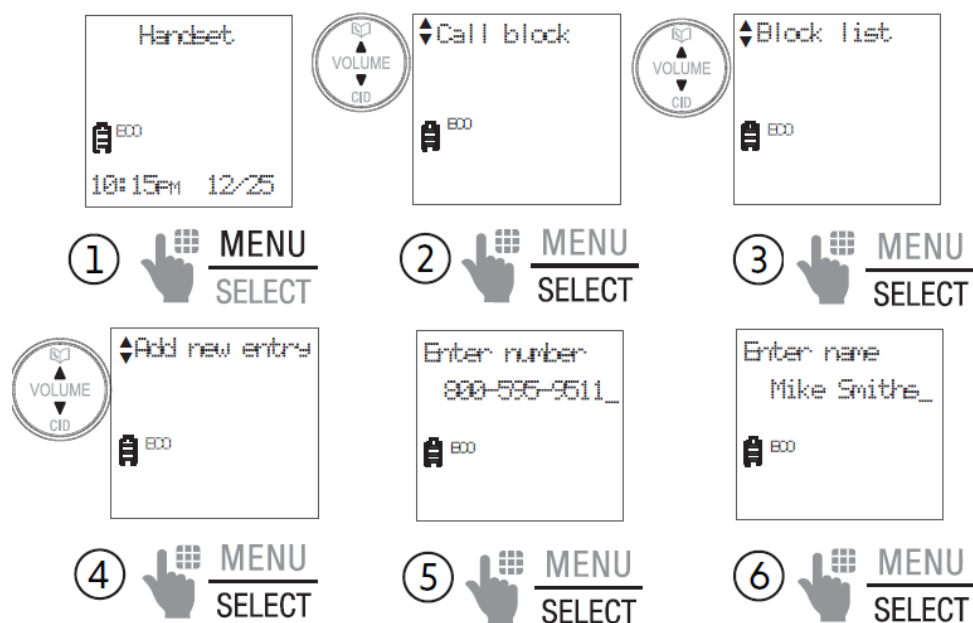 Handset
ECO
10:15PM 12/25
1
MENU
SELECT
VOLUME
CID
Call block
ECO
2
MENU
SELECT
VOLUME
CID
Block list
ECO
3
MENU
SELECT
VOLUME
CID
Add new entry
ECO
4
MENU
SELECT
Enter number
800-595-9511_
ECO
5
MENU
SELECT
Enter name
Mike Smiths_
ECO
6
MENU
SELECT